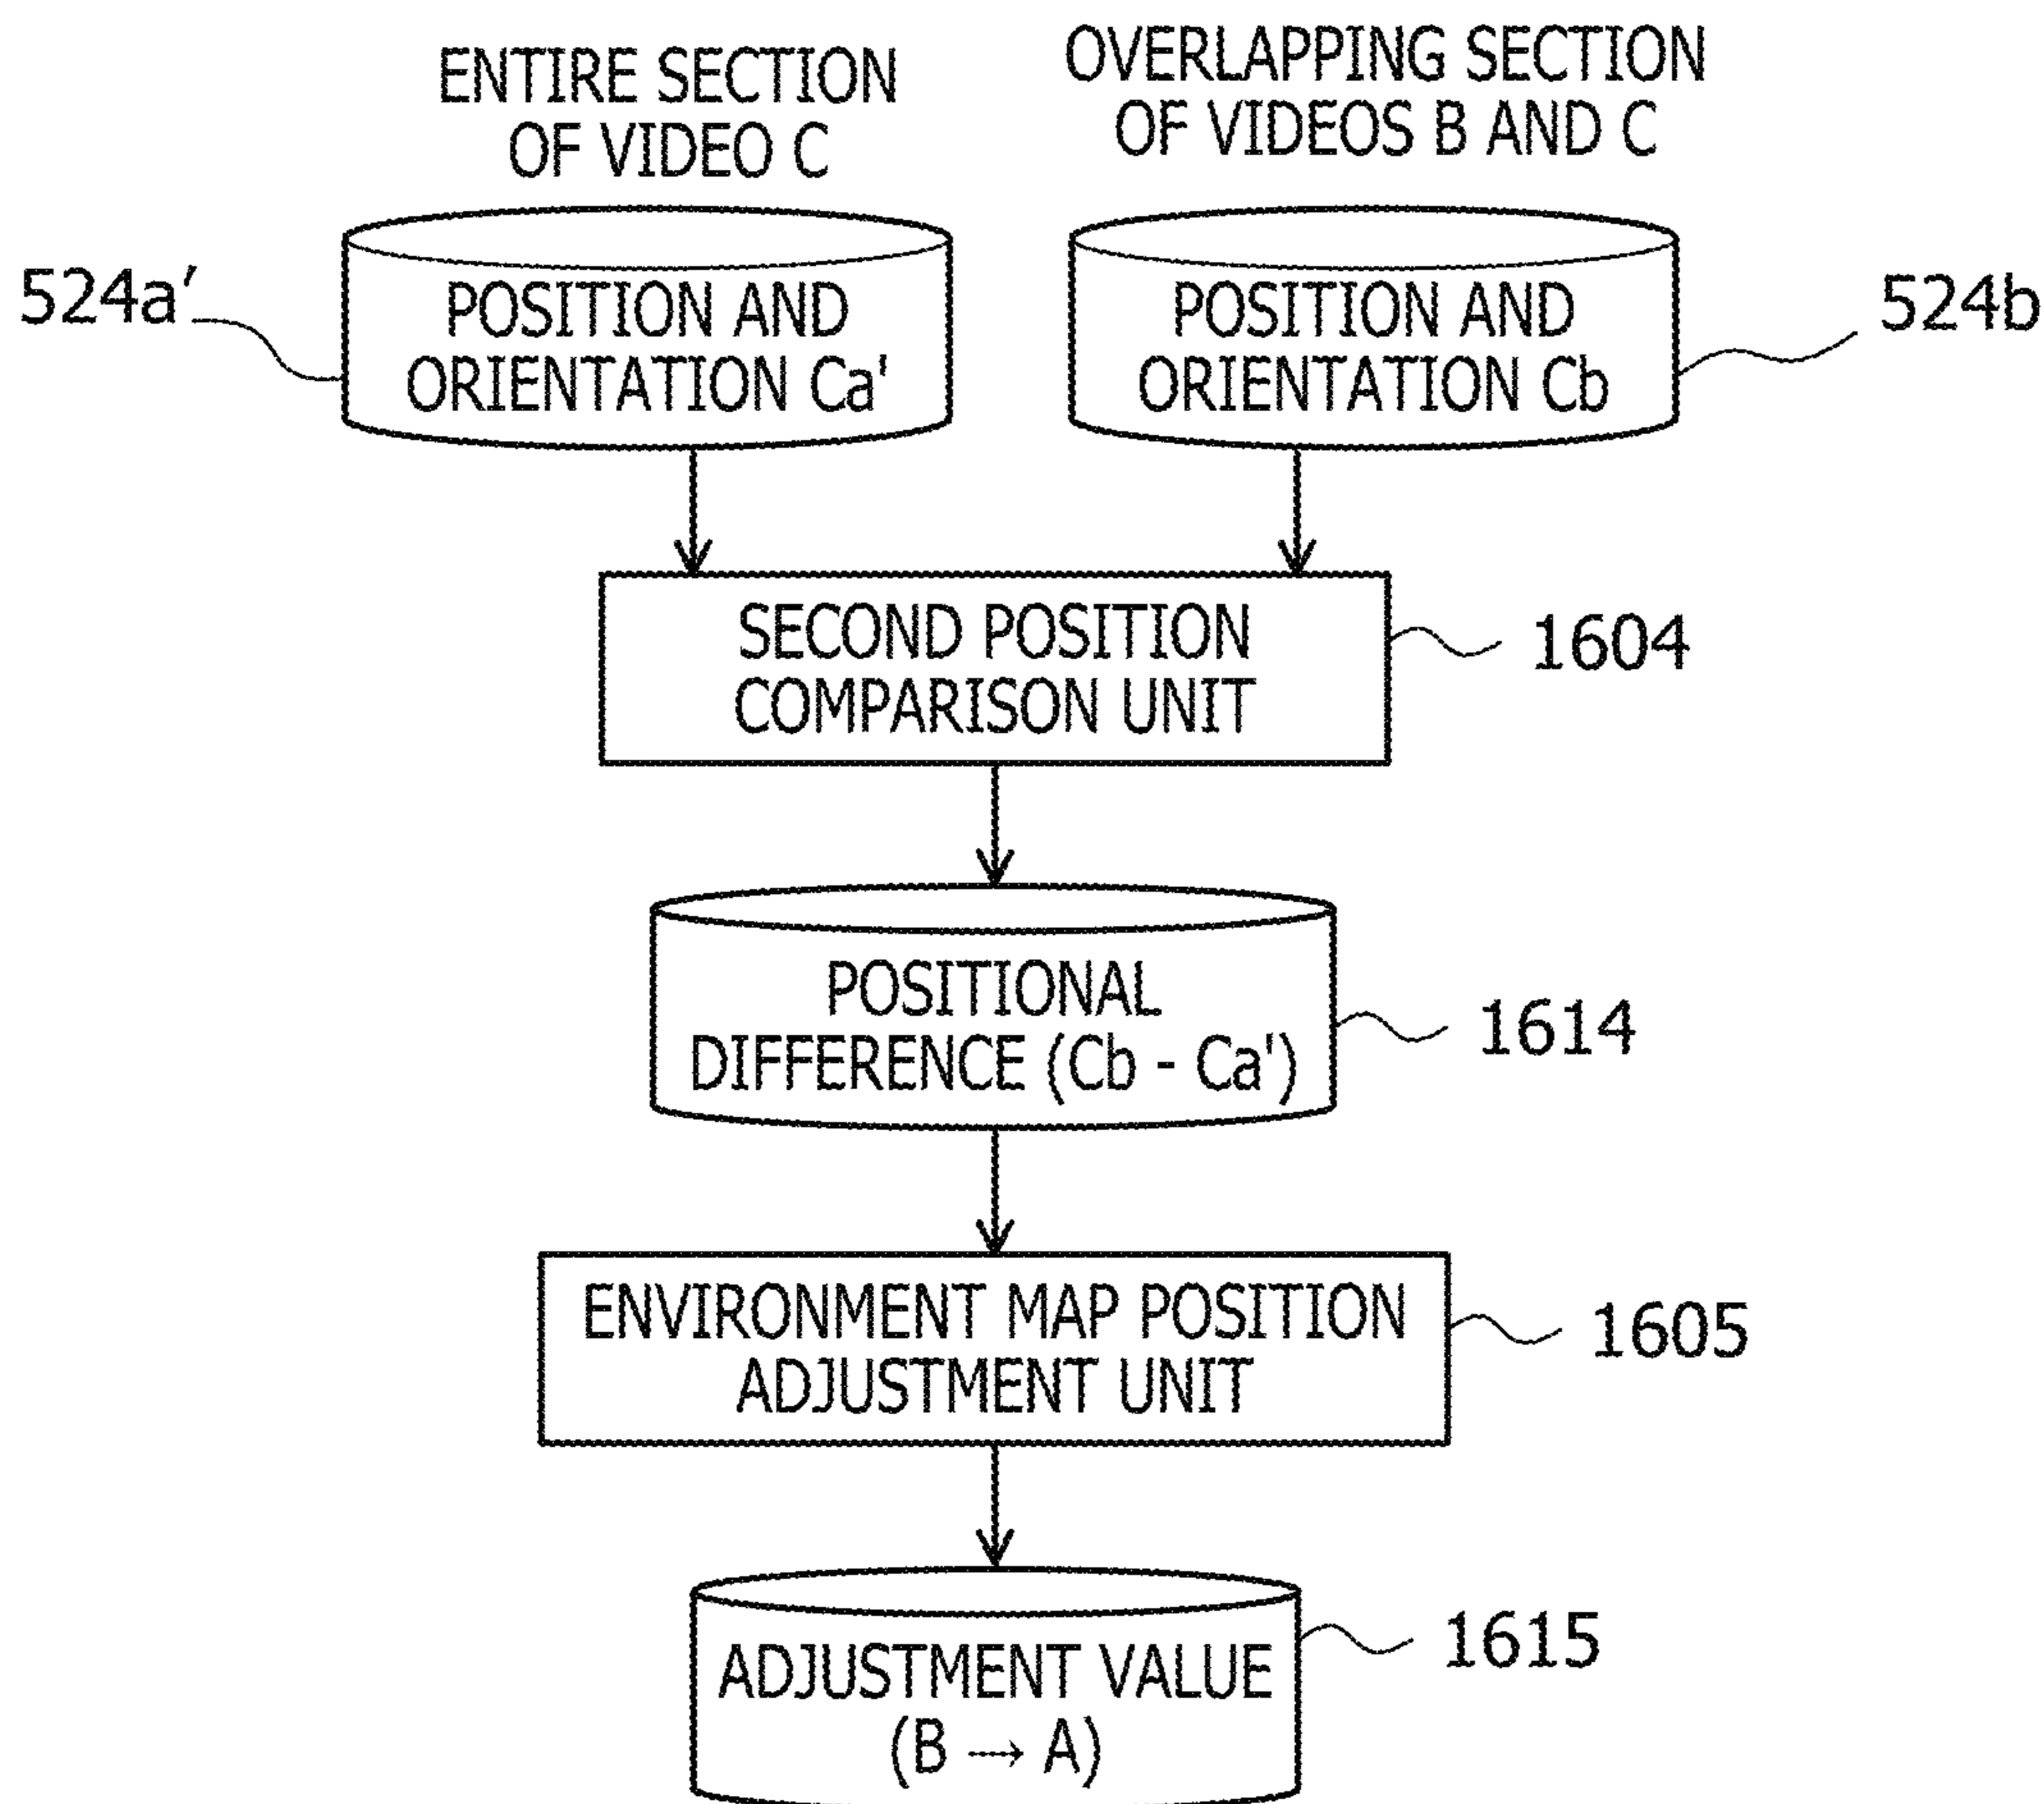 ENTIRE SECTION
OF VIDEO C
OVERLAPPING SECTION
OF VIDEOS B AND C
524a'
POSITION AND
ORIENTATION Ca'
POSITION AND
ORIENTATION Cb
524b
SECOND POSITION
COMPARISON UNIT
1604
POSITIONAL
DIFFERENCE (Cb - Ca')
1614
ENVIRONMENT MAP POSITION
ADJUSTMENT UNIT
1605
ADJUSTMENT VALUE
(B → A)
1615